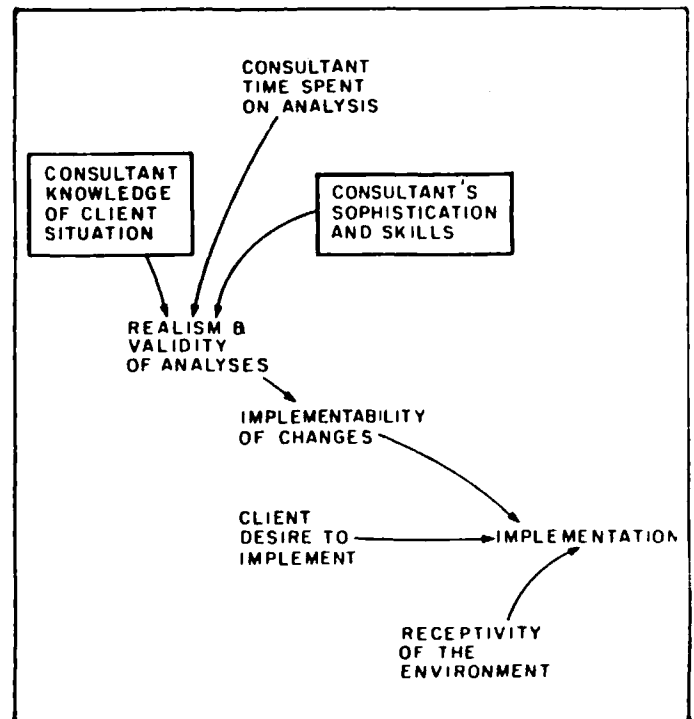 CONSULTANT
TIME SPENT
ON ANALYSIS
CONSULTANT
KNOWLEDGE
OF CLIENT
SITUATION
CONSULTANT'S
SOPHISTICATION
AND SKILLS
REALISM &
VALIDITY
OF ANALYSES
IMPLEMENTABILITY
OF CHANGES
CLIENT
DESIRE TO
IMPLEMENT
IMPLEMENTATION
RECEPTIVITY
OF THE
ENVIRONMENT